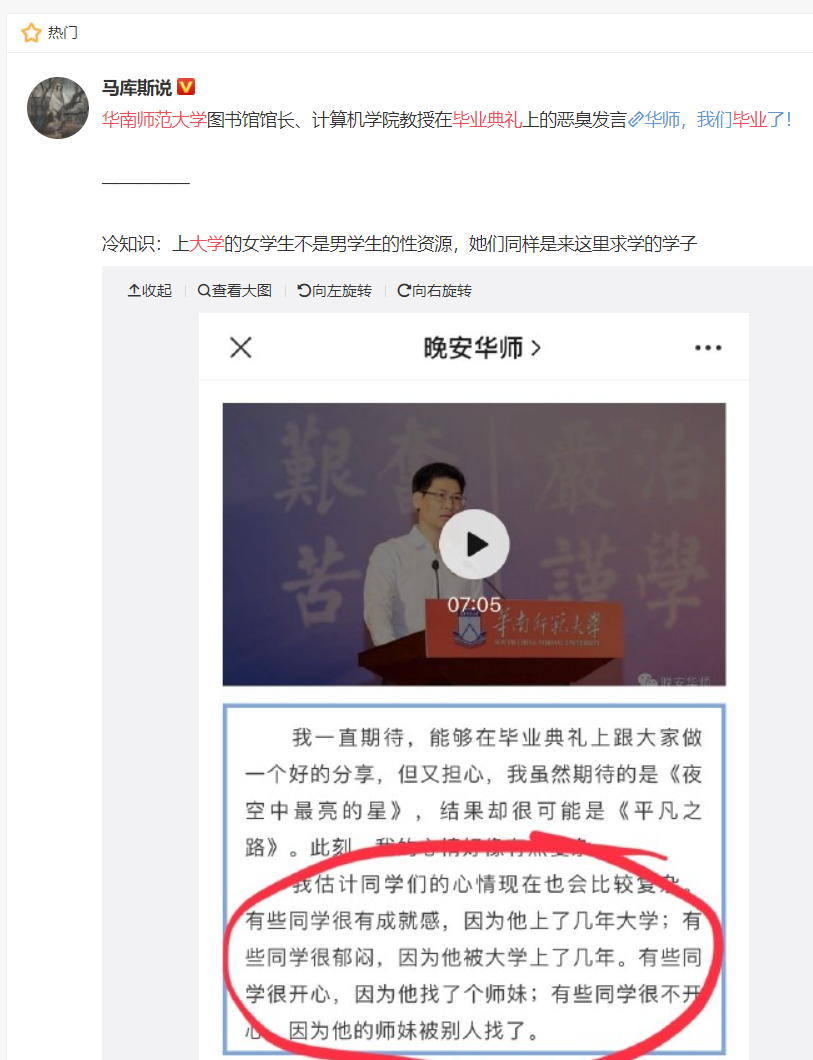 热门
马库斯说
华南师范大学图书馆馆长、计算机学院教授在毕业典礼上的恶臭发言华师，我们毕业了！
冷知识：上大学的女学生不是男学生的性资源，她们同样是来这里求学的学子
收起 查看大图 向左旋转 向右旋转
晚安华师
艱苦奮 嚴謹治學
07:05
華南師範大學
SOUTH CHINA NORMAL UNIVERSITY
晚安华师
我一直期待，能够在毕业典礼上跟大家做
一个好的分享，但又担心，我虽然期待的是《夜
空中最亮的星》，结果却很可能是《平凡之
路》。此刻，我的心情好像有点复杂。
我估计同学们的心情现在也会比较复杂。
有些同学很有成就感，因为他上了几年大学；有
些同学很郁闷，因为他被大学上了几年。有些同
学很开心，因为他找了个师妹；有些同学很不开
心，因为他的师妹被别人找了。